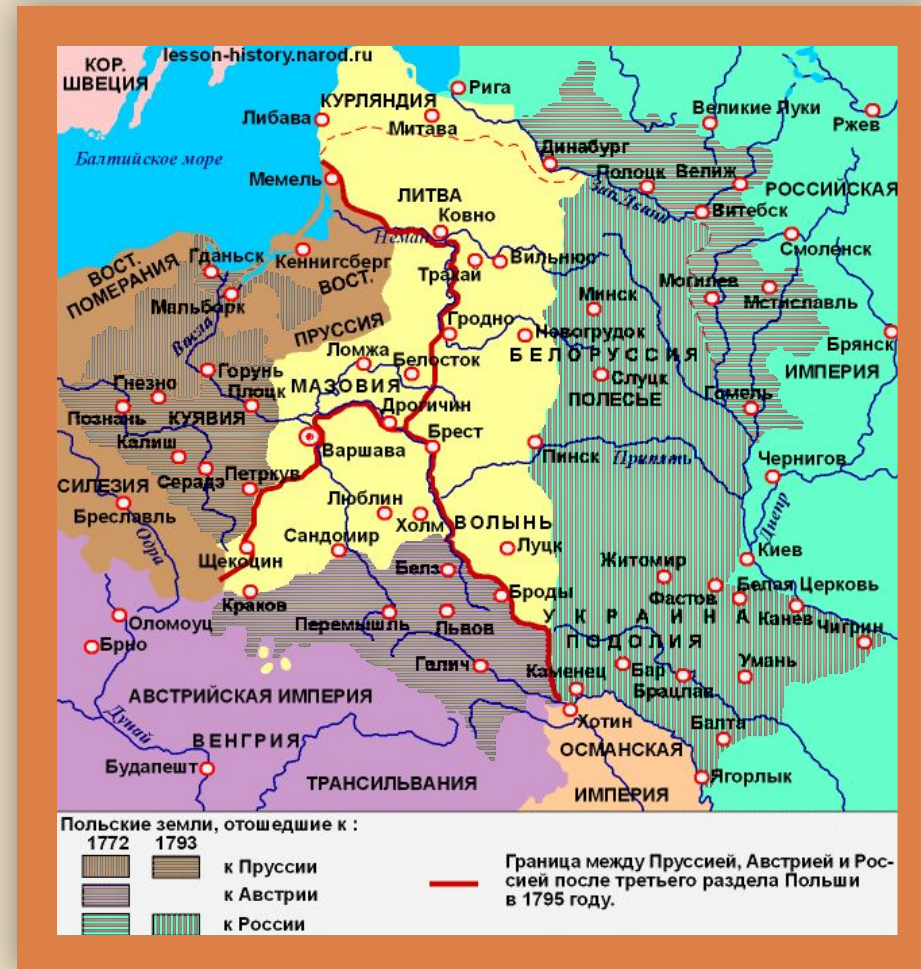 lesson-history.narod.ru
КОР.
ШВЕЦИЯ
КУРЛЯНДИЯ
Рига
Либава
Митава
Великие Луки
Ржев
Балтийское море
Динабург
Полоцк
Велиж
Мемель
РОССИЙСКАЯ
Зап. Двина
Витебск
ЛИТВА
Ковно
Неман
Смоленск
Гданьск
Кеннигсберг
ВОСТ.
ПОМЕРАНИЯ
ВОСТ.
Тракай
Вильнюс
Могилев
Мстиславль
Мальборк
Минск
ПРУССИЯ
Висла
Гродно
Новогрудок
Брянск
Ломжа
Белосток
БЕЛОРУССИЯ
Горунь
Слуцк
ИМПЕРИЯ
Гнезно
Плоцк
МАЗОВИЯ
ПОЛЕСЬЕ
Гомель
Познань
КУЯВИЯ
Дрогичин
Калиш
Варшава
Брест
Пинск
Припять
Чернигов
СИЛЕЗИЯ
Серадз
Петркув
Бреславль
Люблин
Холм
ВОЛЫНЬ
Днепр
Одра
Сандомир
Луцк
Киев
Щекоцин
Белз
Житомир
Белая Церковь
Краков
Броды
Фастов
Оломоуц
Перемышль
Львов
УКРАИНА
Канев
Чигрин
Брно
ПОДОЛИЯ
Галич
Каменец
Бар
Умань
Брацлав
АВСТРИЙСКАЯ ИМПЕРИЯ
Хотин
Балта
Дунай
ВЕНГРИЯ
ОСМАНСКАЯ
Будапешт
ТРАНСИЛЬВАНИЯ
ИМПЕРИЯ
Ягорлык
Польские земли, отошедшие к :
1772 1793
к Пруссии
к Австрии
к России
Граница между Пруссией, Австрией и Рос-
сией после третьего раздела Польши
в 1795 году.